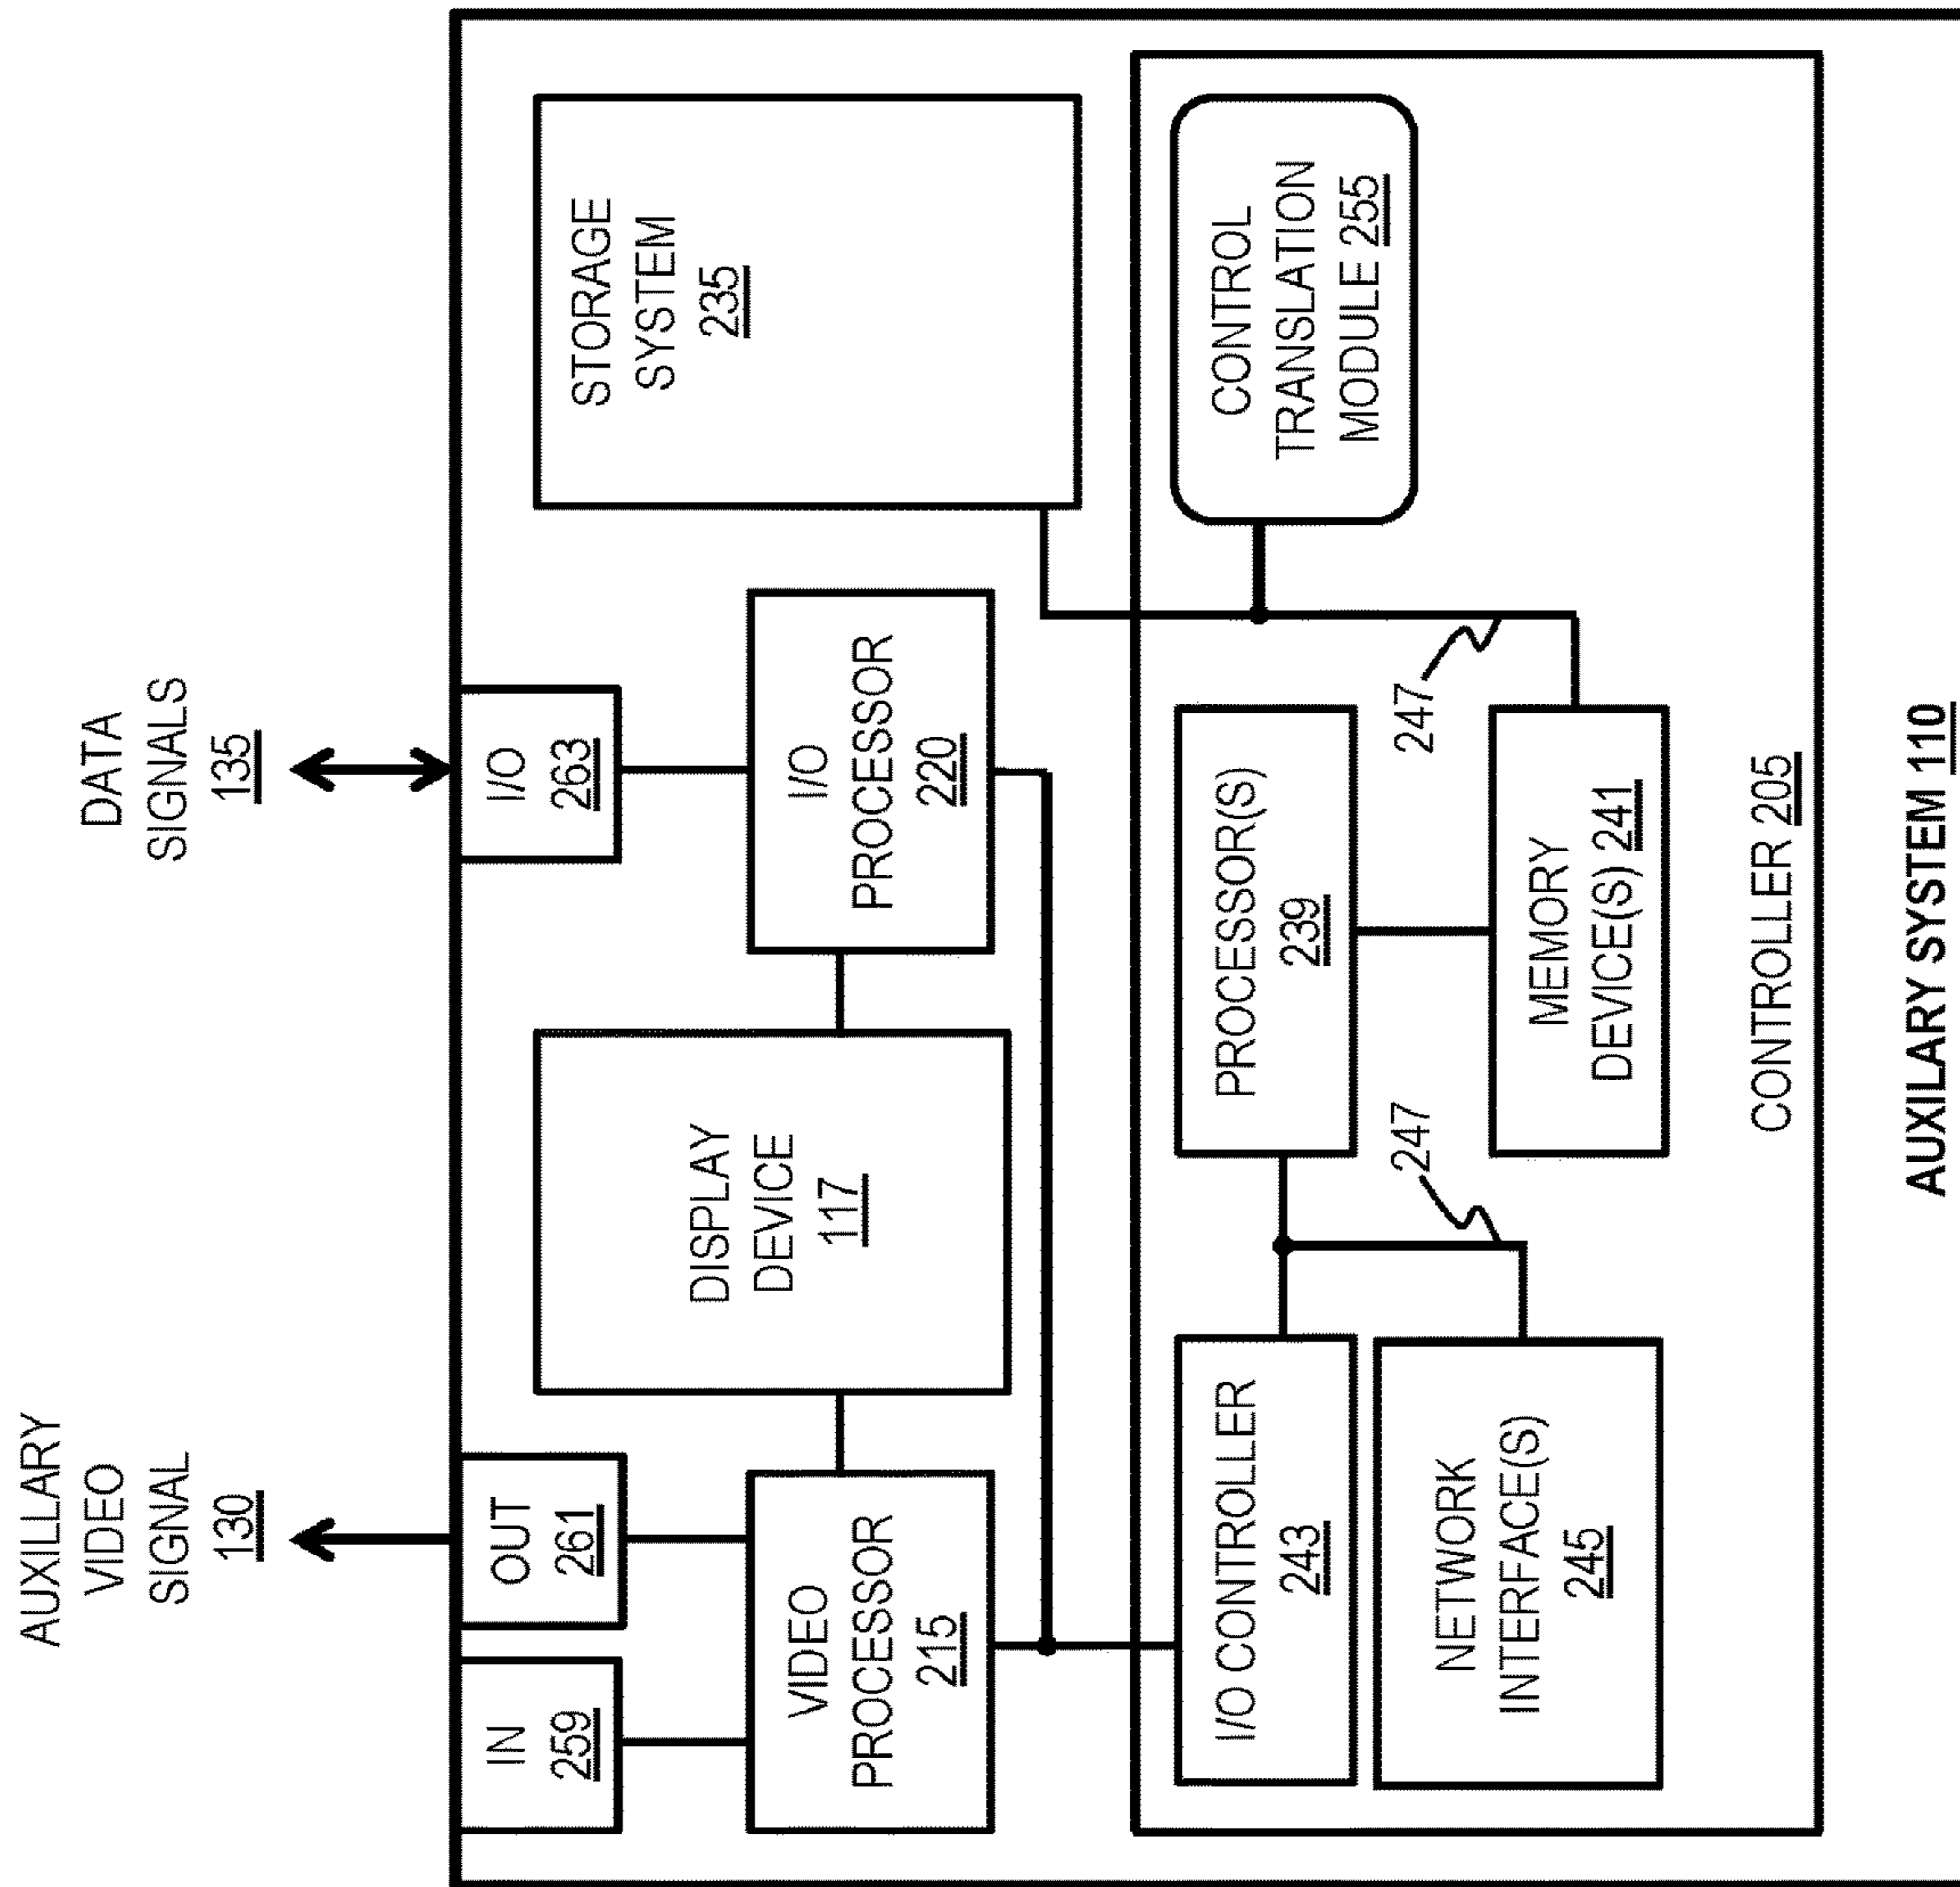 AUXILLARY
VIDEO
SIGNAL
130
DATA
SIGNALS
135
IN
259
OUT
261
I/O
263
VIDEO
PROCESSOR
215
DISPLAY
DEVICE
117
I/O
PROCESSOR
220
STORAGE
SYSTEM
235
I/O CONTROLLER
243
NETWORK
INTERFACE(S)
245
247
PROCESSOR(S)
239
MEMORY
DEVICE(S) 241
247
CONTROL
TRANSLATION
MODULE 255
CONTROLLER 205
AUXILARY SYSTEM 110